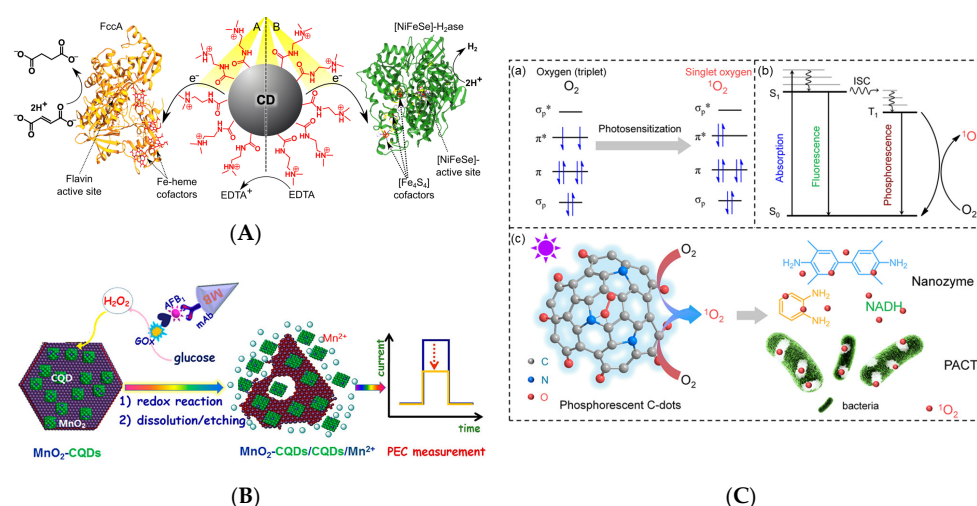 FccA
A
B
[NiFeSe]-H₂ase
H₂
2H⁺
e⁻
e⁻
CD
2H⁺
Flavin
active site
Fe-heme
cofactors
EDTA⁺
EDTA
[Fe₄S₄]
cofactors
[NiFeSe]-
active site
(A)
H₂O₂
AFB₁
MB
mAb
GOx
glucose
CQD
MnO₂
1) redox reaction
2) dissolution/etching
Mn²⁺
current
time
MnO₂-CQDs
MnO₂-CQDs/CQDs/Mn²⁺
PEC measurement
(B)
(a)
Oxygen (triplet)
O₂
Singlet oxygen
¹O₂
σp*
π*
π
σp
Photosensitization
σp*
π*
π
σp
(b)
S₁
ISC
T₁
Absorption
Fluorescence
Phosphorescence
S₀
¹O
O₂
(c)
O₂
¹O₂
O₂
C
N
O
Phosphorescent C-dots
H₂N
NH₂
Nanozyme
NH₂
NH₂
NADH
PACT
bacteria
¹O₂
(C)